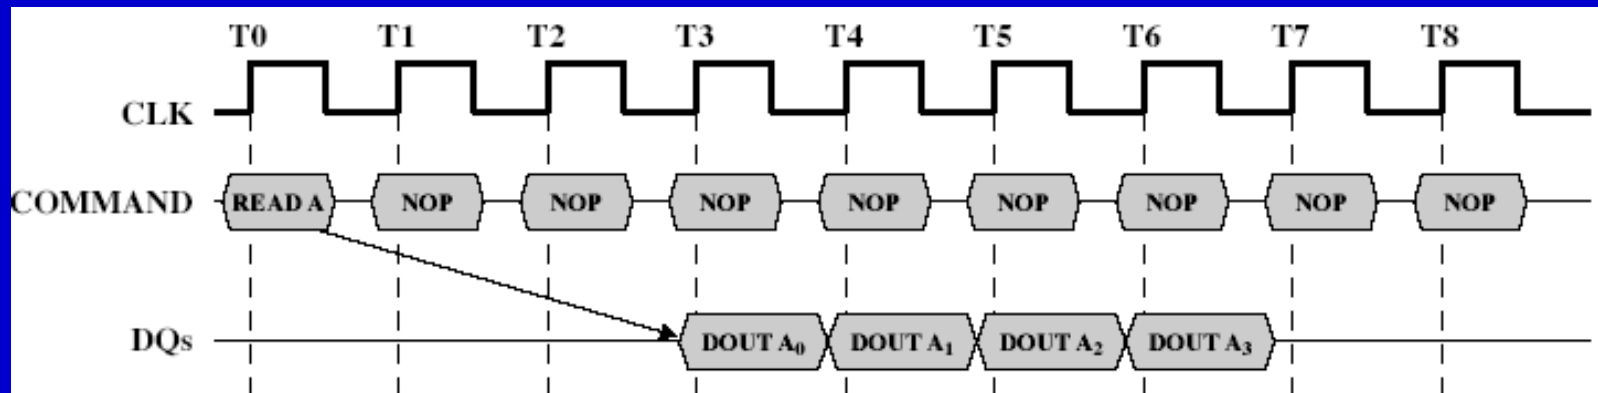 T0 T1 T2 T3 T4 T5 T6 T7 T8
CLK
COMMAND READ A NOP NOP NOP NOP NOP NOP NOP NOP
DQs DOUT A₀ DOUT A₁ DOUT A₂ DOUT A₃